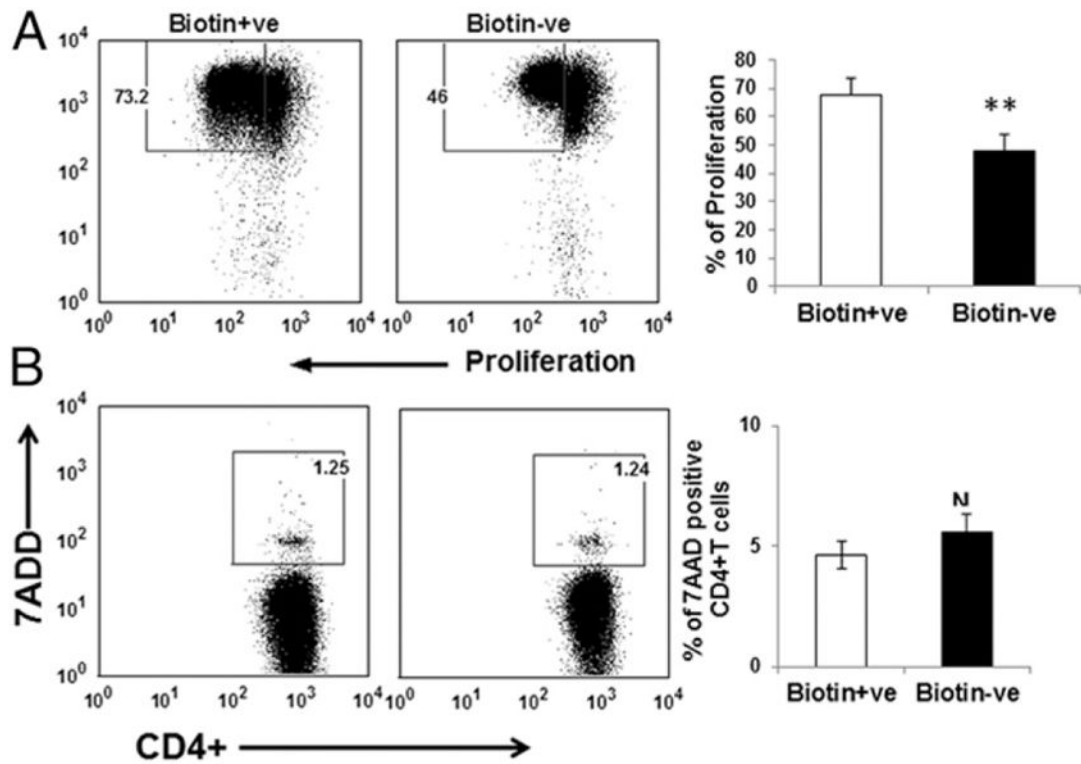 A
Biotin+ve
Biotin-ve
10⁴
10³
10²
10¹
10⁰
73.2
46
10⁰ 10¹ 10² 10³ 10⁴
10⁰ 10¹ 10² 10³ 10⁴
Proliferation
% of Proliferation
80
70
60
50
40
30
20
10
0
**
Biotin+ve Biotin-ve
B
7ADD
10⁴
10³
10²
10¹
10⁰
1.25
1.24
10⁰ 10¹ 10² 10³ 10⁴
10⁰ 10¹ 10² 10³ 10⁴
CD4+
% of 7AAD positive
CD4+T cells
10
5
0
N
Biotin+ve Biotin-ve